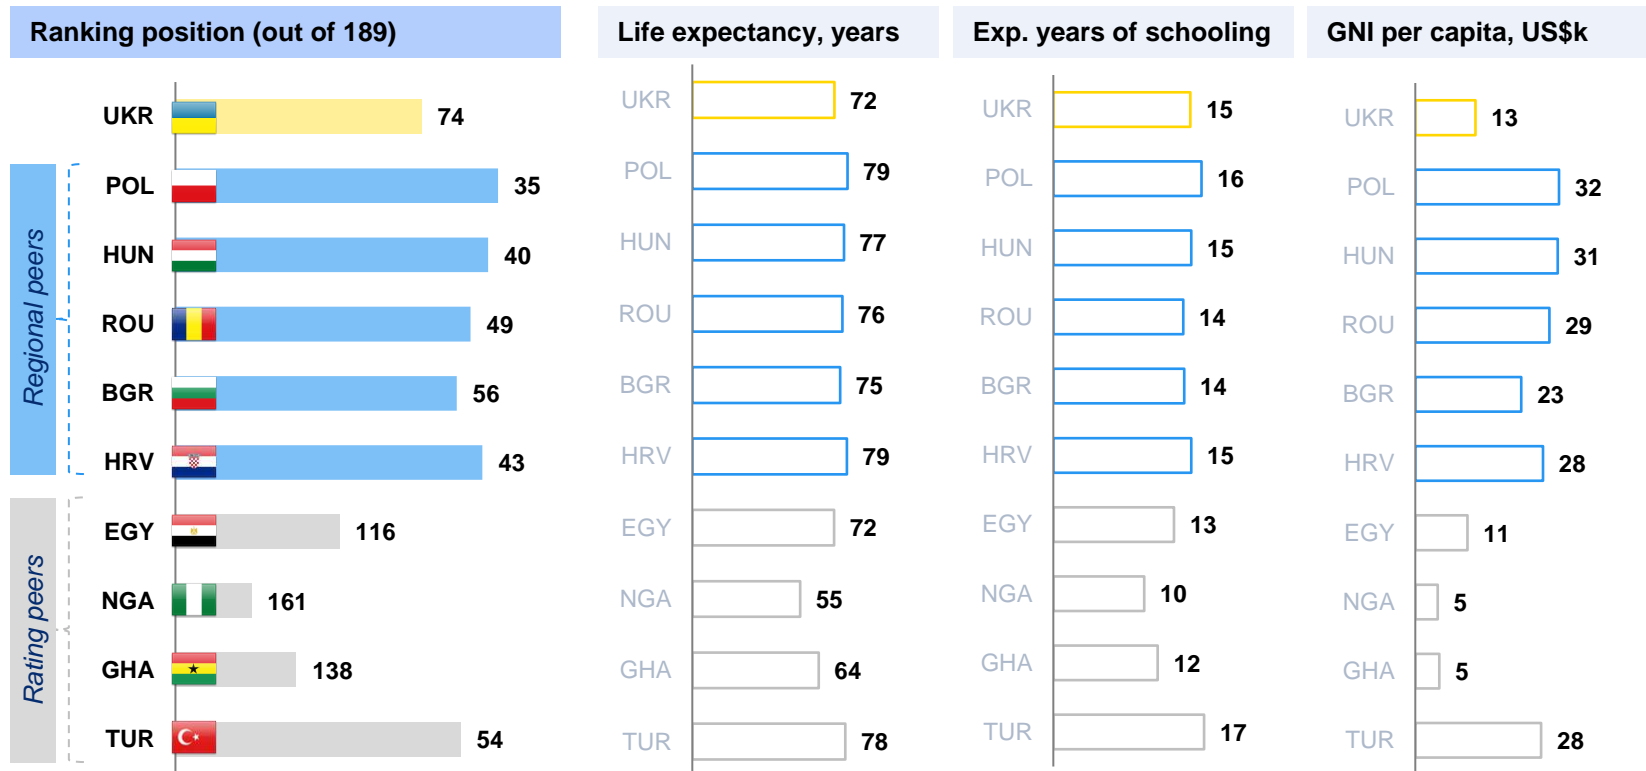 Ranking position (out of 189)
UKR 74
POL 35
HUN 40
ROU 49
BGR 56
HRV 43
EGY 116
NGA 161
GHA 138
TUR 54
Regional peers
Rating peers
Life expectancy, years
UKR 72
POL 79
HUN 77
ROU 76
BGR 75
HRV 79
EGY 72
NGA 55
GHA 64
TUR 78
Exp. years of schooling
UKR 15
POL 16
HUN 15
ROU 14
BGR 14
HRV 15
EGY 13
NGA 10
GHA 12
TUR 17
GNI per capita, US$k
UKR 13
POL 32
HUN 31
ROU 29
BGR 23
HRV 28
EGY 11
NGA 5
GHA 5
TUR 28